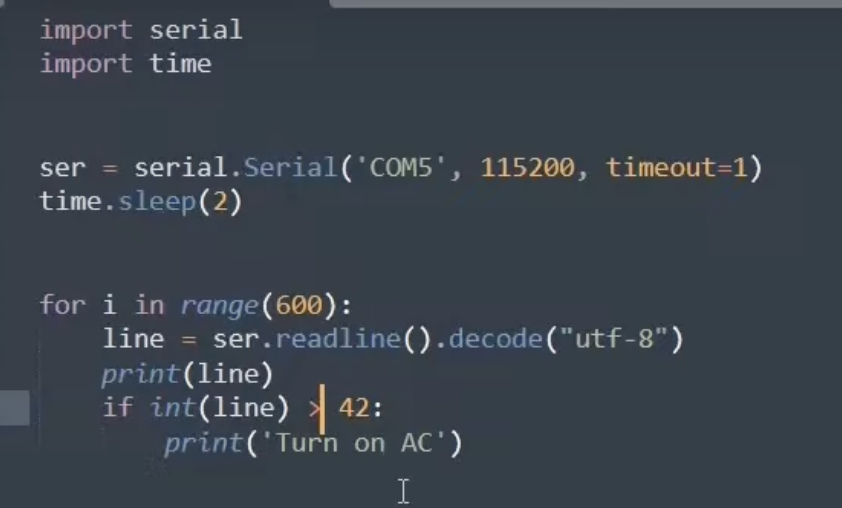 import serial
import time
ser = serial.Serial('COM5', 115200, timeout=1)
time.sleep(2)
for i in range(600):
    line = ser.readline().decode("utf-8")
    print(line)
    if int(line) > 42:
        print('Turn on AC')